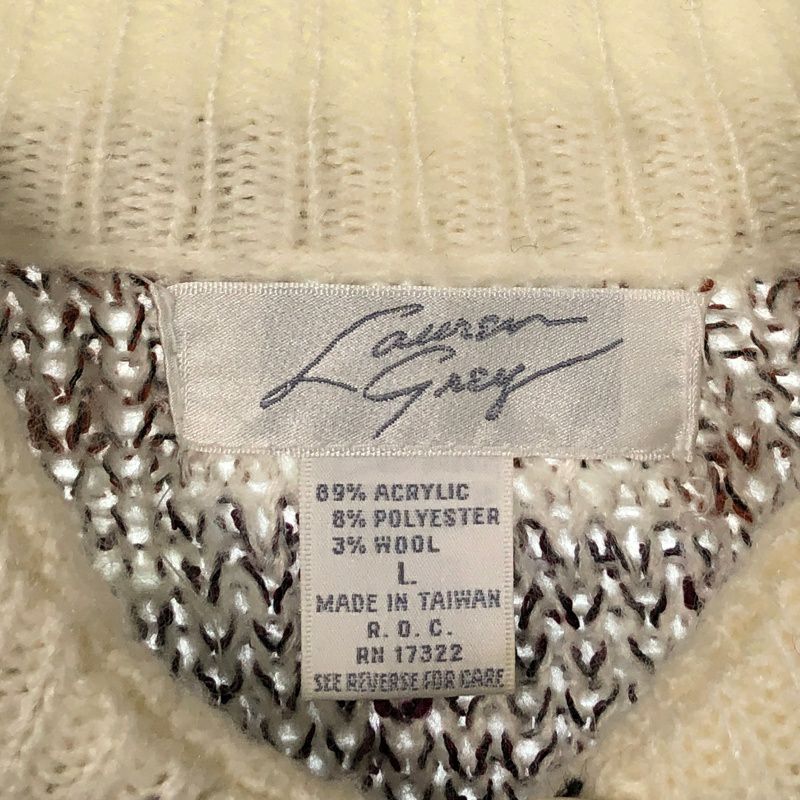 Lauren
Grey
89% ACRYLIC
8% POLYESTER
3% WOOL
L
MADE IN TAIWAN
R. O. C.
RN 17322
SEE REVERSE FOR CARE